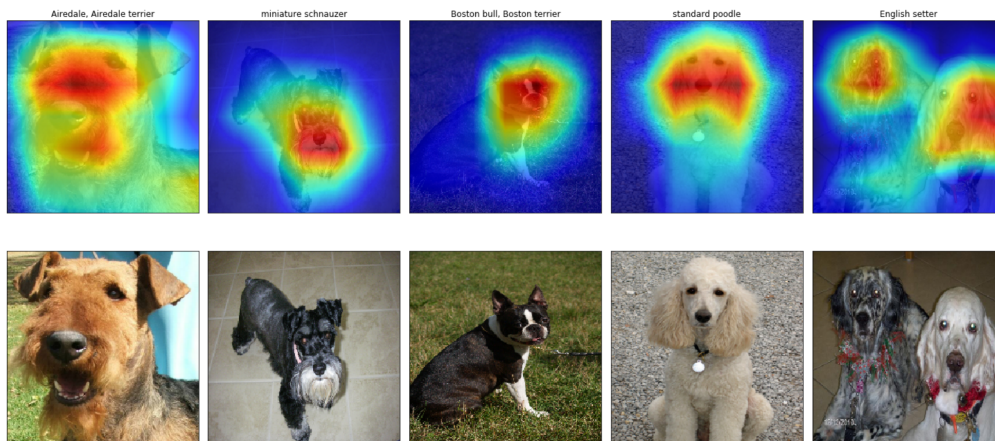 Airedale, Airedale terrier
miniature schnauzer
Boston bull, Boston terrier
standard poodle
English setter